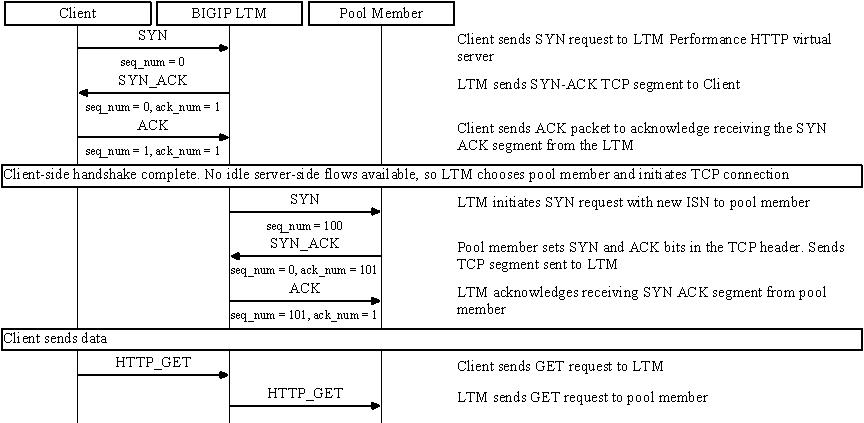 Client BIGIP LTM Pool Member
SYN
Client sends SYN request to LTM Performance HTTP virtual
server
seq_num = 0
SYN_ACK
LTM sends SYN-ACK TCP segment to Client
seq_num = 0, ack_num = 1
ACK
Client sends ACK packet to acknowledge receiving the SYN
ACK segment from the LTM
seq_num = 1, ack_num = 1
Client-side handshake complete. No idle server-side flows available, so LTM chooses pool member and initiates TCP connection
SYN
LTM initiates SYN request with new ISN to pool member
seq_num = 100
SYN_ACK
Pool member sets SYN and ACK bits in the TCP header. Sends
TCP segment sent to LTM
seq_num = 0, ack_num = 101
ACK
LTM acknowledges receiving SYN ACK segment from pool
member
seq_num = 101, ack_num = 1
Client sends data
HTTP_GET
Client sends GET request to LTM
HTTP_GET
LTM sends GET request to pool member